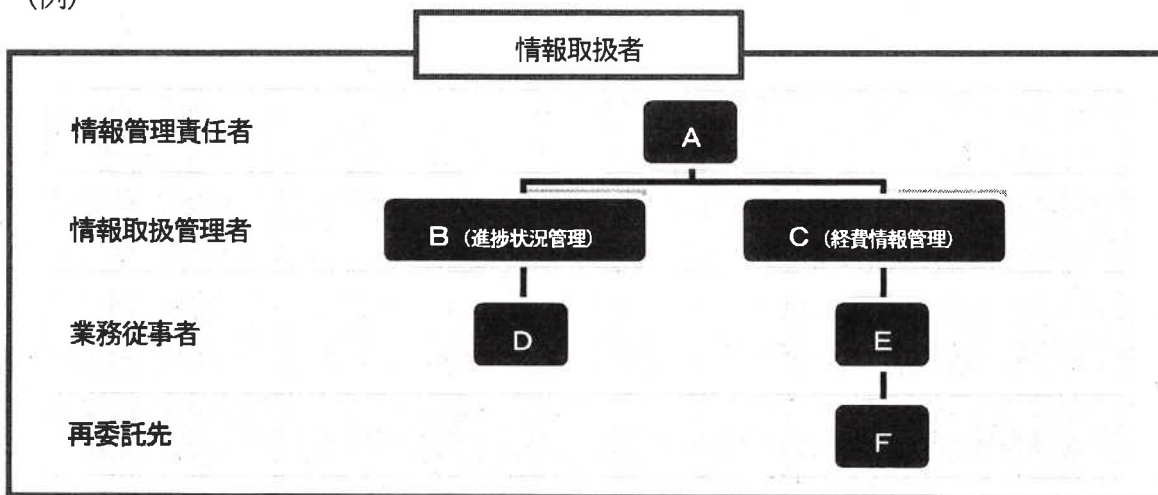 (例)
情報取扱者
情報管理責任者
A
情報取扱管理者
B (進捗状況管理)
C (経費情報管理)
業務従事者
D
E
再委託先
F